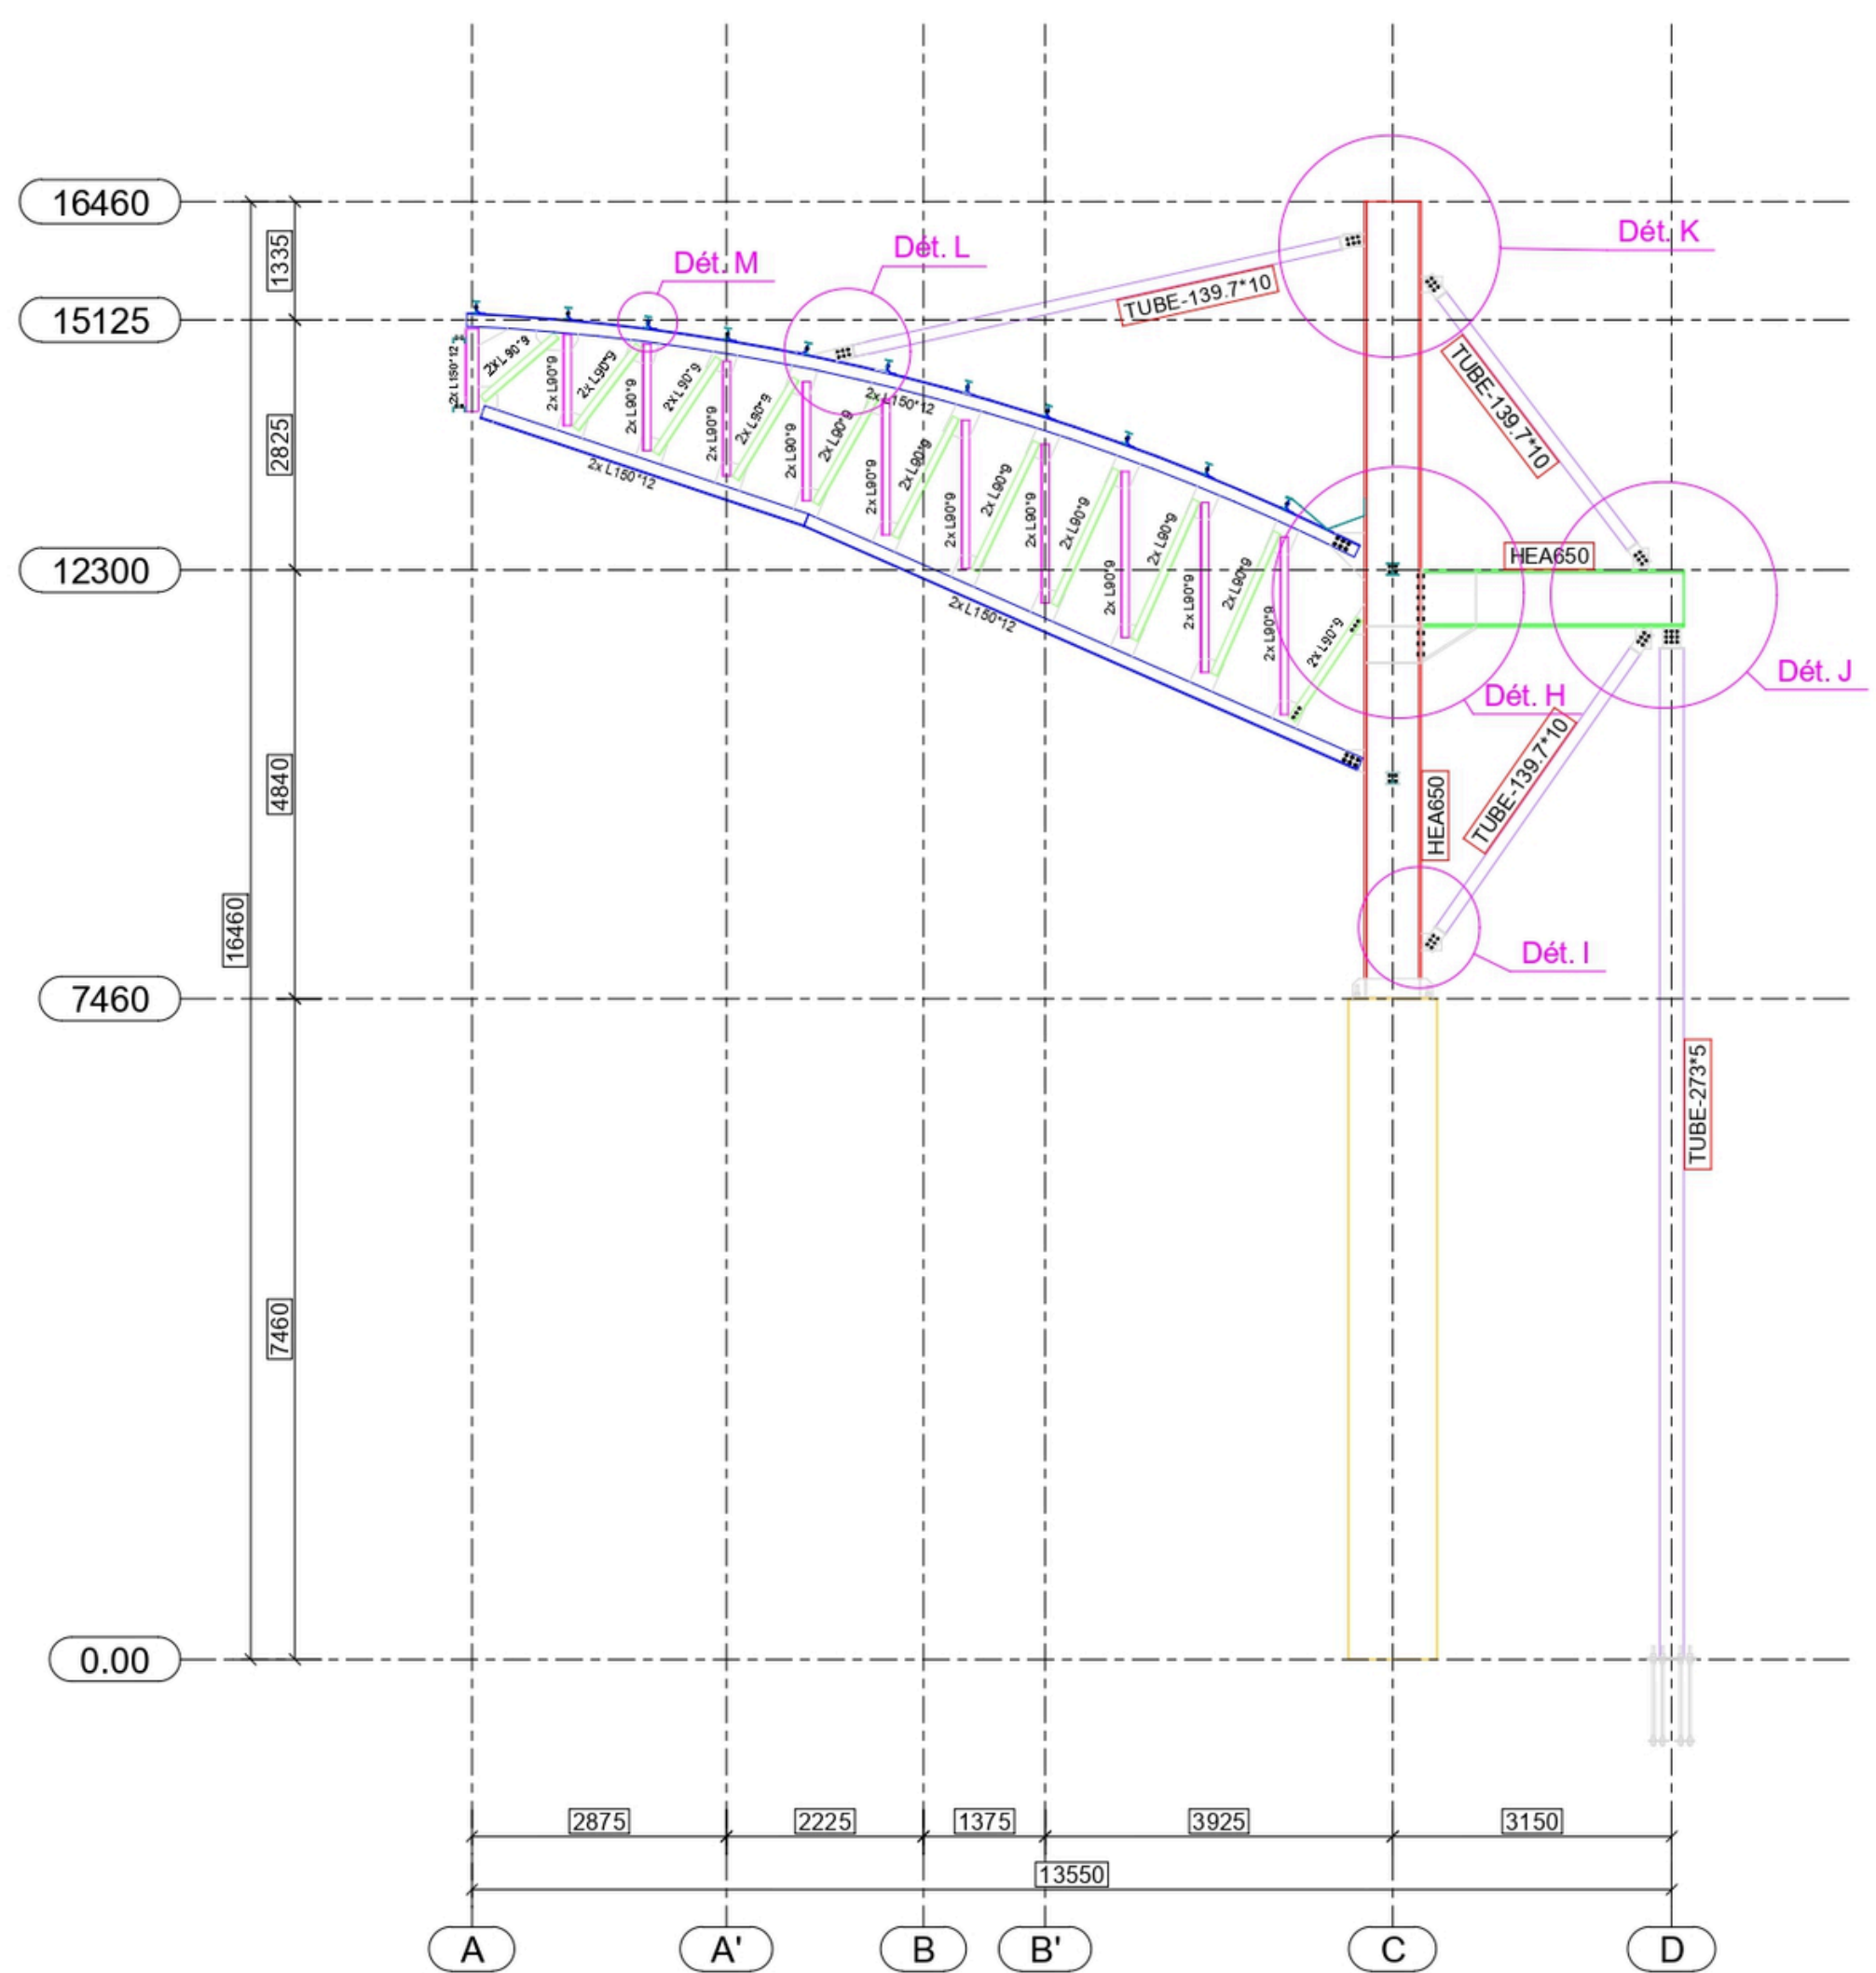 16460
1335
Dét. K
Dét. L
Dét. M
TUBE-139.7*10
15125
2x L150*12
2x L90*9
2x L90*9
2x L90*9
2x L90*9
2x L90*9
2x L90*9
2x L90*9
2x L90*9
2x L90*9
2x L90*9
2x L150*12
TUBE-139.7*10
2825
2x L150*12
2x L90*9
2x L90*9
2x L90*9
2x L90*9
2x L90*9
2x L90*9
12300
HEA650
2x L90*9
2x L90*9
2x L90*9
2x L90*9
2x L90*9
2x L150*12
Dét. J
Dét. H
4840
TUBE-139.7*10
HEA650
16460
Dét. I
7460
TUBE-273*5
7460
0.00
2875
2225
1375
3925
3150
13550
A
A'
B
B'
C
D